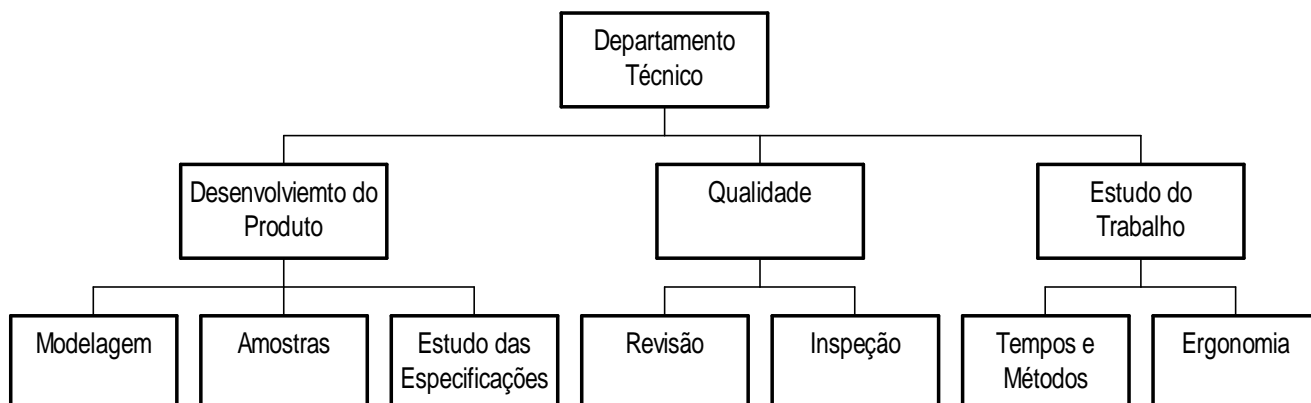 Departamento
Técnico
Desenvolviemto do
Produto
Qualidade
Estudo do
Trabalho
Modelagem
Amostras
Estudo das
Especificações
Revisão
Inspeção
Tempos e
Métodos
Ergonomia